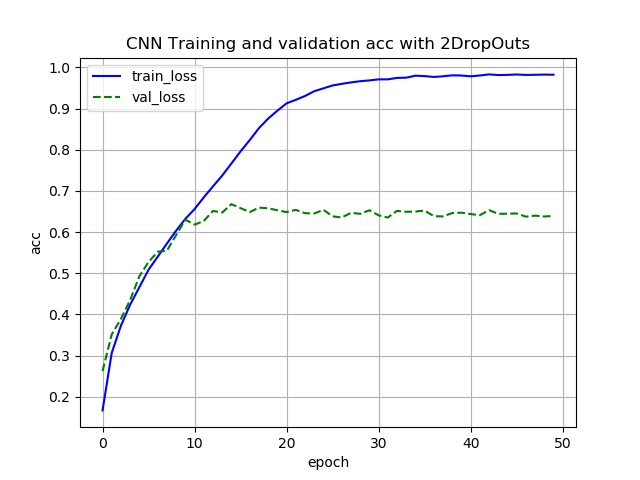 CNN Training and validation acc with 2DropOuts
train_loss
val_loss
1.0
0.9
0.8
0.7
0.6
0.5
0.4
0.3
0.2
acc
0 10 20 30 40 50
epoch